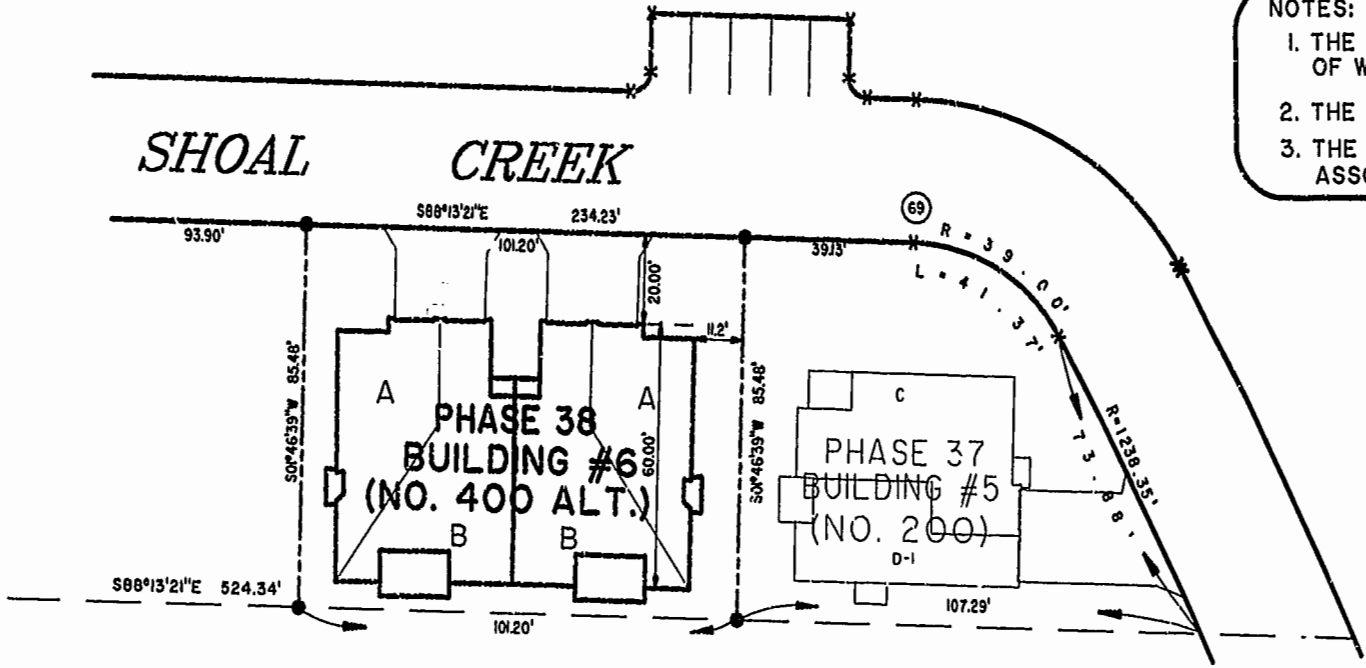 NOTES:
1. THE
OF W
2. THE
3. THE
ASSO
SHOAL CREEK
S88°13'21"E 234.23'
93.90'
101.20'
39.13'
69
R = 39.00'
L = 41.37'
20.00'
11.2'
S01°46'39"W 85.48'
S01°46'39"W 85.48'
A
A
PHASE 38
BUILDING #6
(NO. 400 ALT.)
60.00'
B
B
C
PHASE 37
BUILDING #5
(NO. 200)
D-1
R=1238.35'
73.88'
S88°13'21"E 524.34'
101.20'
107.29'